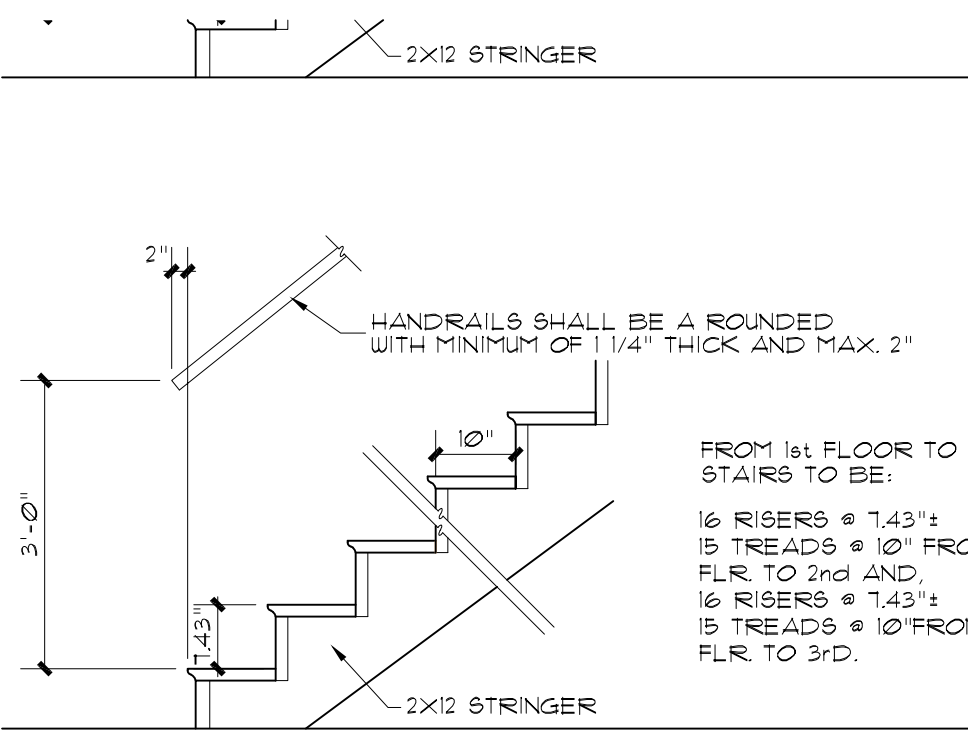 2X12 STRINGER
2"
HANDRAILS SHALL BE A ROUNDED
WITH MINIMUM OF 1 1/4" THICK AND MAX. 2"
10"
3'-0"
7.43"
FROM 1st FLOOR TO
STAIRS TO BE:
16 RISERS @ 7.43"±
15 TREADS @ 10" FRO
FLR. TO 2nd AND,
16 RISERS @ 7.43"±
15 TREADS @ 10"FROM
FLR. TO 3rD.
2X12 STRINGER